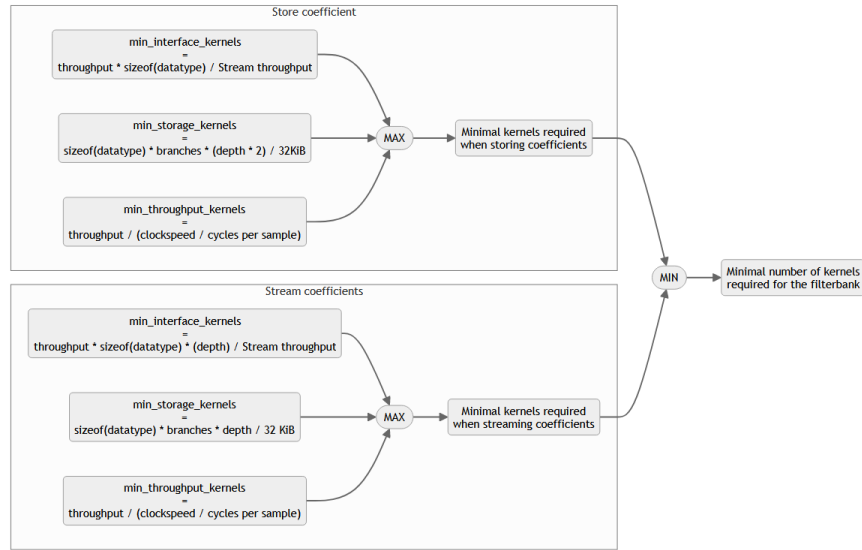 Store coefficient
min_interface_kernels
=
throughput * sizeof(datatype) / Stream throughput
min_storage_kernels
=
sizeof(datatype) * branches * (depth * 2) / 32KiB
min_throughput_kernels
=
throughput / (clockspeed / cycles per sample)
MAX
Minimal kernels required
when storing coefficients
Stream coefficients
min_interface_kernels
=
throughput * sizeof(datatype) * (depth) / Stream throughput
min_storage_kernels
=
sizeof(datatype) * branches * depth / 32 KiB
min_throughput_kernels
=
throughput / (clockspeed / cycles per sample)
MAX
Minimal kernels required
when streaming coefficients
MIN
Minimal number of kernels
required for the filterbank